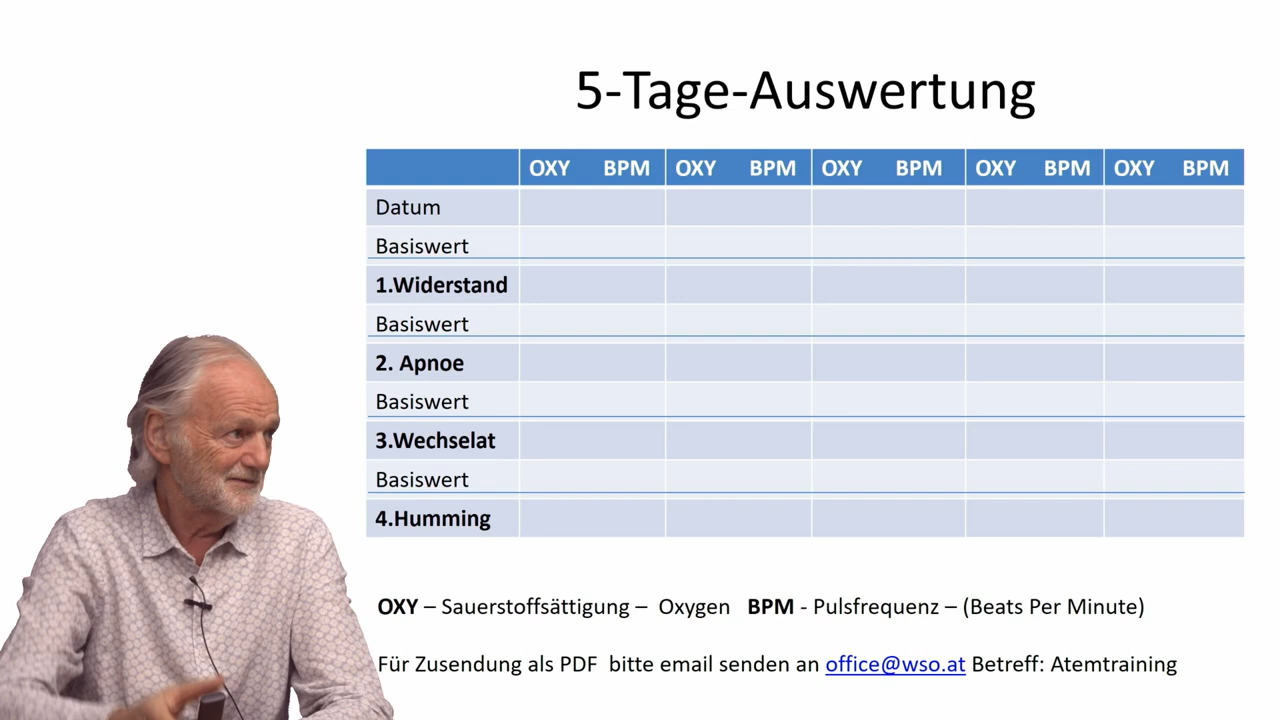 5-Tage-Auswertung
OXY BPM OXY BPM OXY BPM OXY BPM OXY BPM
Datum
Basiswert
1.Widerstand
Basiswert
2. Apnoe
Basiswert
3.Wechselat
Basiswert
4.Humming
OXY – Sauerstoffsättigung – Oxygen BPM - Pulsfrequenz – (Beats Per Minute)
Für Zusendung als PDF bitte email senden an office@wso.at Betreff: Atemtraining